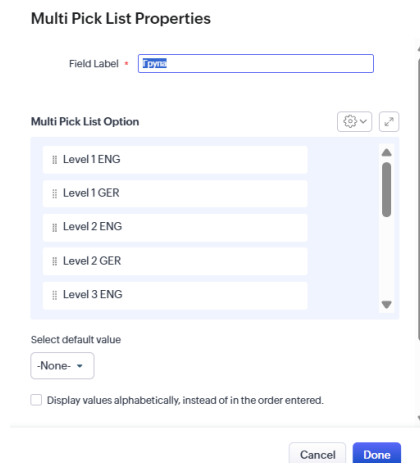 Multi Pick List Properties
Field Label *
Група
Multi Pick List Option
Level 1 ENG
Level 1 GER
Level 2 ENG
Level 2 GER
Level 3 ENG
Select default value
-None-
Display values alphabetically, instead of in the order entered.
Cancel
Done